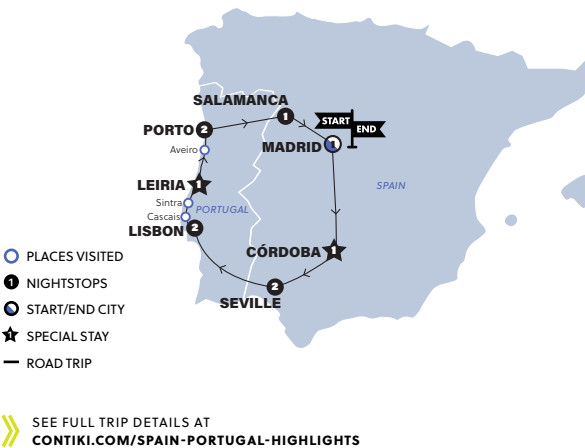 SALAMANCA
1
START
END
PORTO 2
MADRID 1
Aveiro
LEIRIA 1
SPAIN
Sintra
PORTUGAL
Cascais
LISBON 2
CÓRDOBA 1
2
SEVILLE
PLACES VISITED
1 NIGHTSTOPS
START/END CITY
1 SPECIAL STAY
ROAD TRIP
SEE FULL TRIP DETAILS AT
CONTIKI.COM/SPAIN-PORTUGAL-HIGHLIGHTS